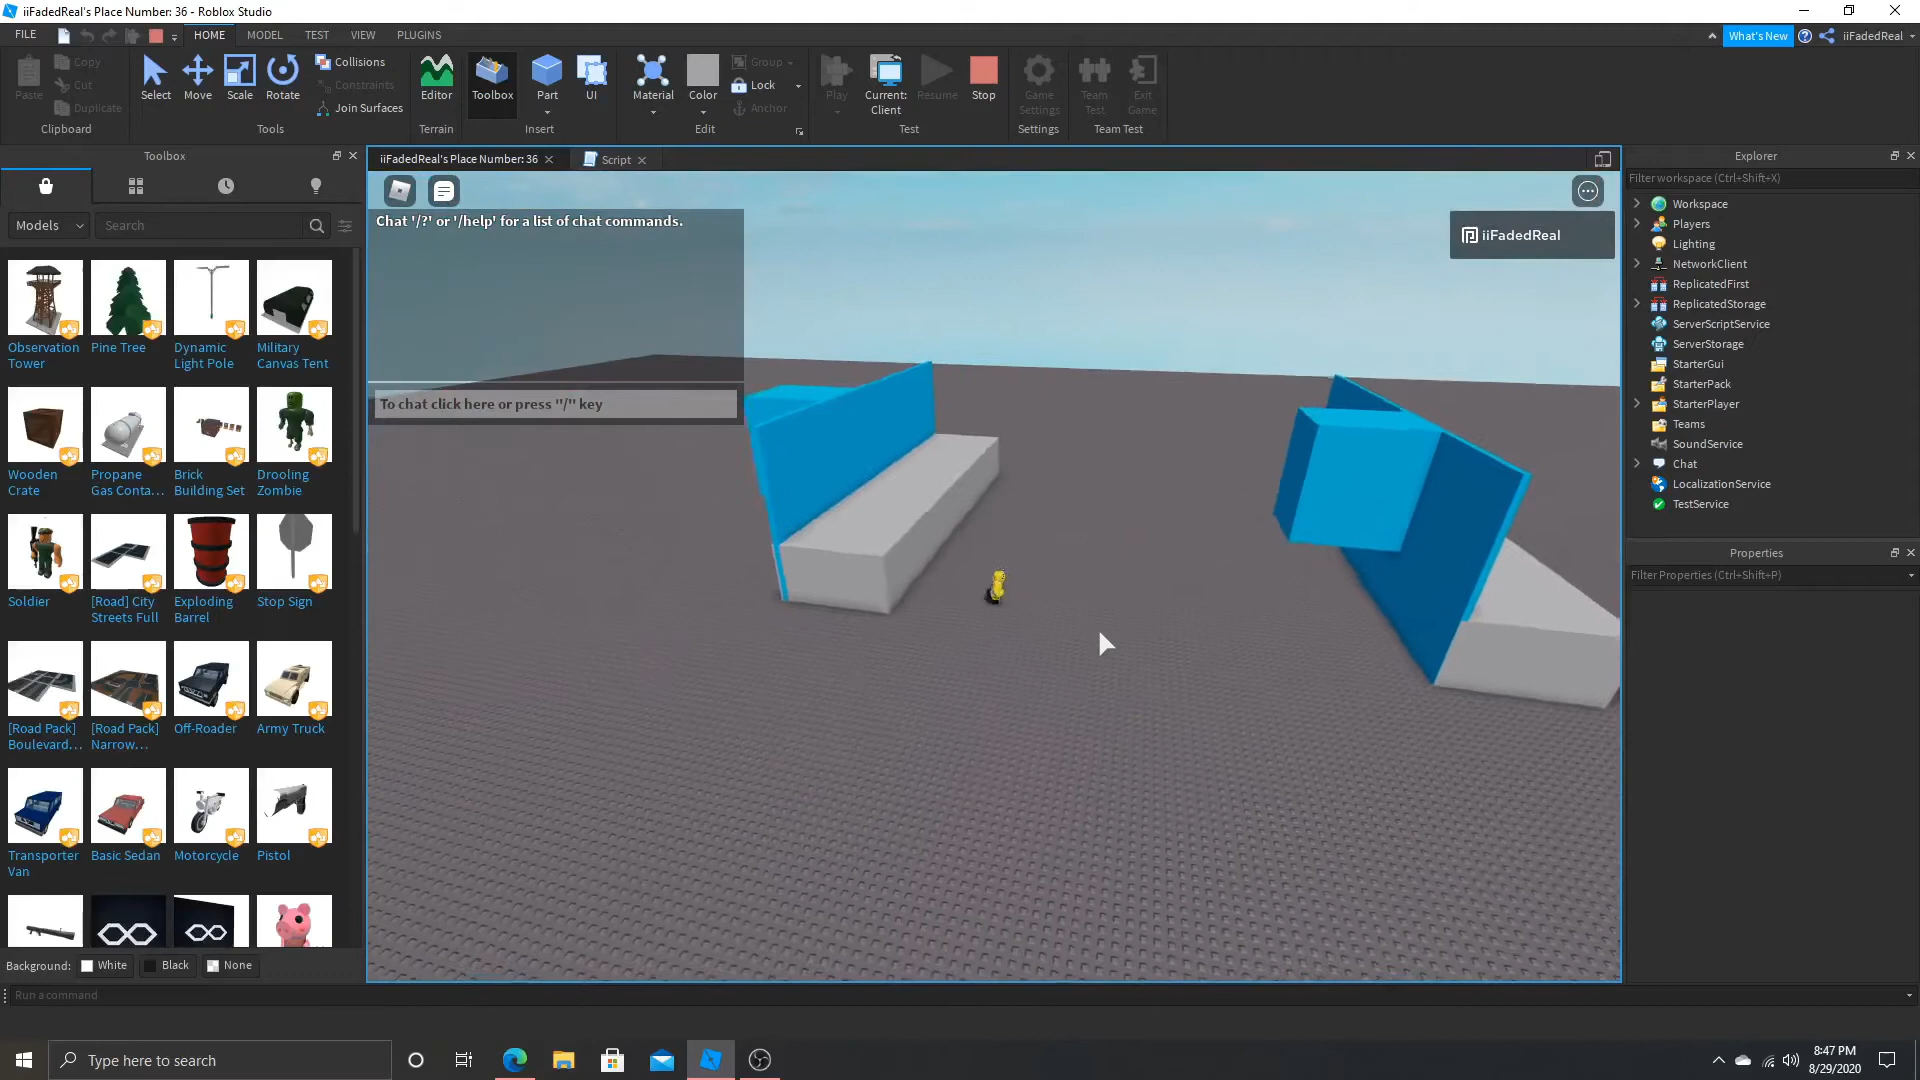 iiFadedReal's Place Number: 36 - Roblox Studio
FILE
HOME
MODEL
TEST
VIEW
PLUGINS
What's New
iiFadedReal
Paste
Copy
Cut
Duplicate
Clipboard
Select
Move
Scale
Rotate
Collisions
Constraints
Join Surfaces
Tools
Editor
Terrain
Toolbox
Part
UI
Insert
Material
Color
Group
Lock
Anchor
Edit
Play
Current:
Client
Resume
Stop
Test
Game
Settings
Settings
Team
Test
Exit
Game
Team Test
Toolbox
Models
Search
Observation
Tower
Pine Tree
Dynamic
Light Pole
Military
Canvas Tent
Wooden
Crate
Propane
Gas Conta...
Brick
Building Set
Drooling
Zombie
Soldier
[Road] City
Streets Full
Exploding
Barrel
Stop Sign
[Road Pack]
Boulevard...
[Road Pack]
Narrow...
Off-Roader
Army Truck
Transporter
Van
Basic Sedan
Motorcycle
Pistol
Background:
White
Black
None
Run a command
iiFadedReal's Place Number: 36
Script
Chat '/?' or '/help' for a list of chat commands.
To chat click here or press "/" key
iiFadedReal
Explorer
Filter workspace (Ctrl+Shift+X)
Workspace
Players
Lighting
NetworkClient
ReplicatedFirst
ReplicatedStorage
ServerScriptService
ServerStorage
StarterGui
StarterPack
StarterPlayer
Teams
SoundService
Chat
LocalizationService
TestService
Properties
Filter Properties (Ctrl+Shift+P)
Type here to search
8:47 PM
8/29/2020